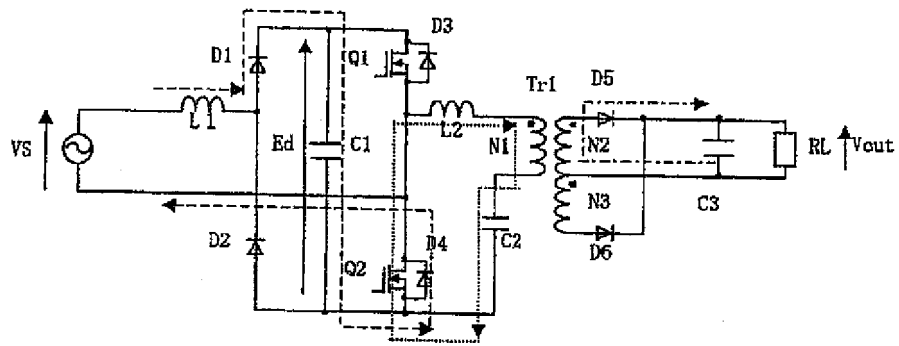 D3
D1
Q1
Tr1
D5
L1
L2
VS
Ed
C1
N1
N2
RL
Vout
N3
C3
D2
D4
C2
D6
Q2